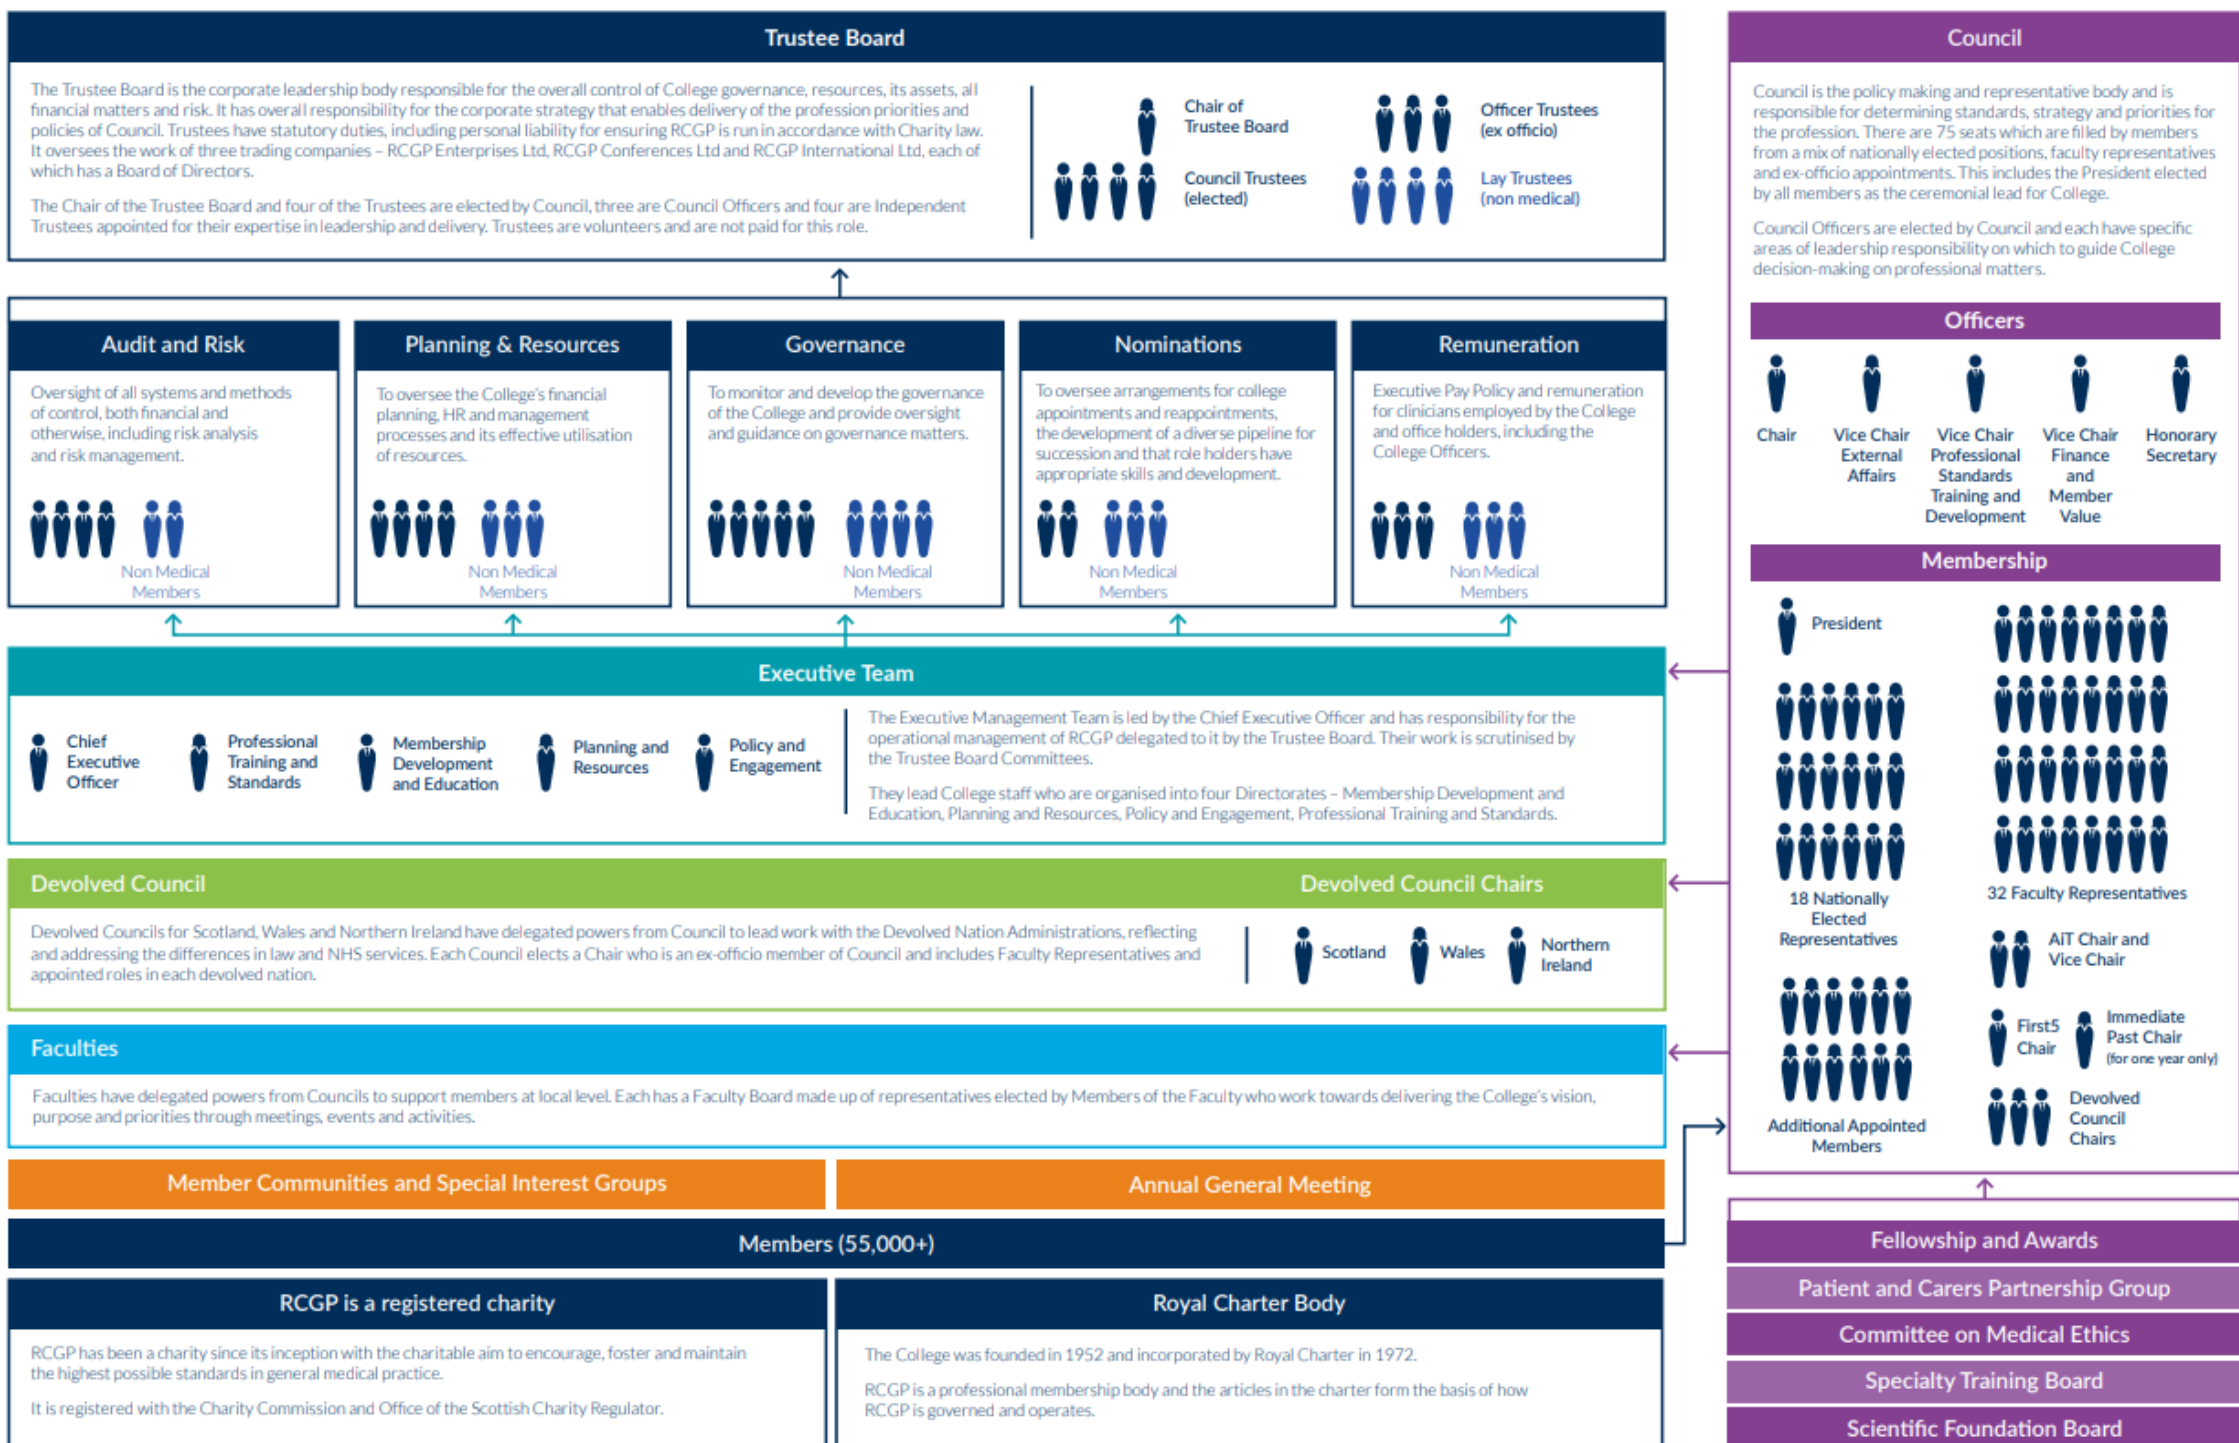 Trustee Board
The Trustee Board is the corporate leadership body responsible for the overall control of College governance, resources, its assets, all
financial matters and risk. It has overall responsibility for the corporate strategy that enables delivery of the profession priorities and
policies of Council. Trustees have statutory duties, including personal liability for ensuring RCGP is run in accordance with Charity law.
It oversees the work of three trading companies – RCGP Enterprises Ltd, RCGP Conferences Ltd and RCGP International Ltd, each of
which has a Board of Directors.
The Chair of the Trustee Board and four of the Trustees are elected by Council, three are Council Officers and four are Independent
Trustees appointed for their expertise in leadership and delivery. Trustees are volunteers and are not paid for this role.
Chair of
Trustee Board
Officer Trustees
(ex officio)
Council Trustees
(elected)
Lay Trustees
(non medical)
Audit and Risk
Oversight of all systems and methods
of control, both financial and
otherwise, including risk analysis
and risk management.
Non Medical
Members
Planning & Resources
To oversee the College's financial
planning, HR and management
processes and its effective utilisation
of resources.
Non Medical
Members
Governance
To monitor and develop the governance
of the College and provide oversight
and guidance on governance matters.
Non Medical
Members
Nominations
To oversee arrangements for college
appointments and reappointments,
the development of a diverse pipeline for
succession and that role holders have
appropriate skills and development.
Non Medical
Members
Remuneration
Executive Pay Policy and remuneration
for clinicians employed by the College
and office holders, including the
College Officers.
Non Medical
Members
Executive Team
Chief
Executive
Officer
Professional
Training and
Standards
Membership
Development
and Education
Planning and
Resources
Policy and
Engagement
The Executive Management Team is led by the Chief Executive Officer and has responsibility for the
operational management of RCGP delegated to it by the Trustee Board. Their work is scrutinised by
the Trustee Board Committees.
They lead College staff who are organised into four Directorates – Membership Development and
Education, Planning and Resources, Policy and Engagement, Professional Training and Standards.
Devolved Council
Devolved Council Chairs
Devolved Councils for Scotland, Wales and Northern Ireland have delegated powers from Council to lead work with the Devolved Nation Administrations, reflecting
and addressing the differences in law and NHS services. Each Council elects a Chair who is an ex-officio member of Council and includes Faculty Representatives and
appointed roles in each devolved nation.
Scotland
Wales
Northern
Ireland
Faculties
Faculties have delegated powers from Councils to support members at local level. Each has a Faculty Board made up of representatives elected by Members of the Faculty who work towards delivering the College's vision,
purpose and priorities through meetings, events and activities.
Member Communities and Special Interest Groups
Annual General Meeting
Members (55,000+)
RCGP is a registered charity
RCGP has been a charity since its inception with the charitable aim to encourage, foster and maintain
the highest possible standards in general medical practice.
It is registered with the Charity Commission and Office of the Scottish Charity Regulator.
Royal Charter Body
The College was founded in 1952 and incorporated by Royal Charter in 1972.
RCGP is a professional membership body and the articles in the charter form the basis of how
RCGP is governed and operates.
Council
Council is the policy making and representative body and is
responsible for determining standards, strategy and priorities for
the profession. There are 75 seats which are filled by members
from a mix of nationally elected positions, faculty representatives
and ex-officio appointments. This includes the President elected
by all members as the ceremonial lead for College.
Council Officers are elected by Council and each have specific
areas of leadership responsibility on which to guide College
decision-making on professional matters.
Officers
Chair
Vice Chair
External
Affairs
Vice Chair
Professional
Standards
Training and
Development
Vice Chair
Finance
and
Member
Value
Honorary
Secretary
Membership
President
18 Nationally
Elected
Representatives
32 Faculty Representatives
AiT Chair and
Vice Chair
First5
Chair
Immediate
Past Chair
(for one year only)
Additional Appointed
Members
Devolved
Council
Chairs
Fellowship and Awards
Patient and Carers Partnership Group
Committee on Medical Ethics
Specialty Training Board
Scientific Foundation Board